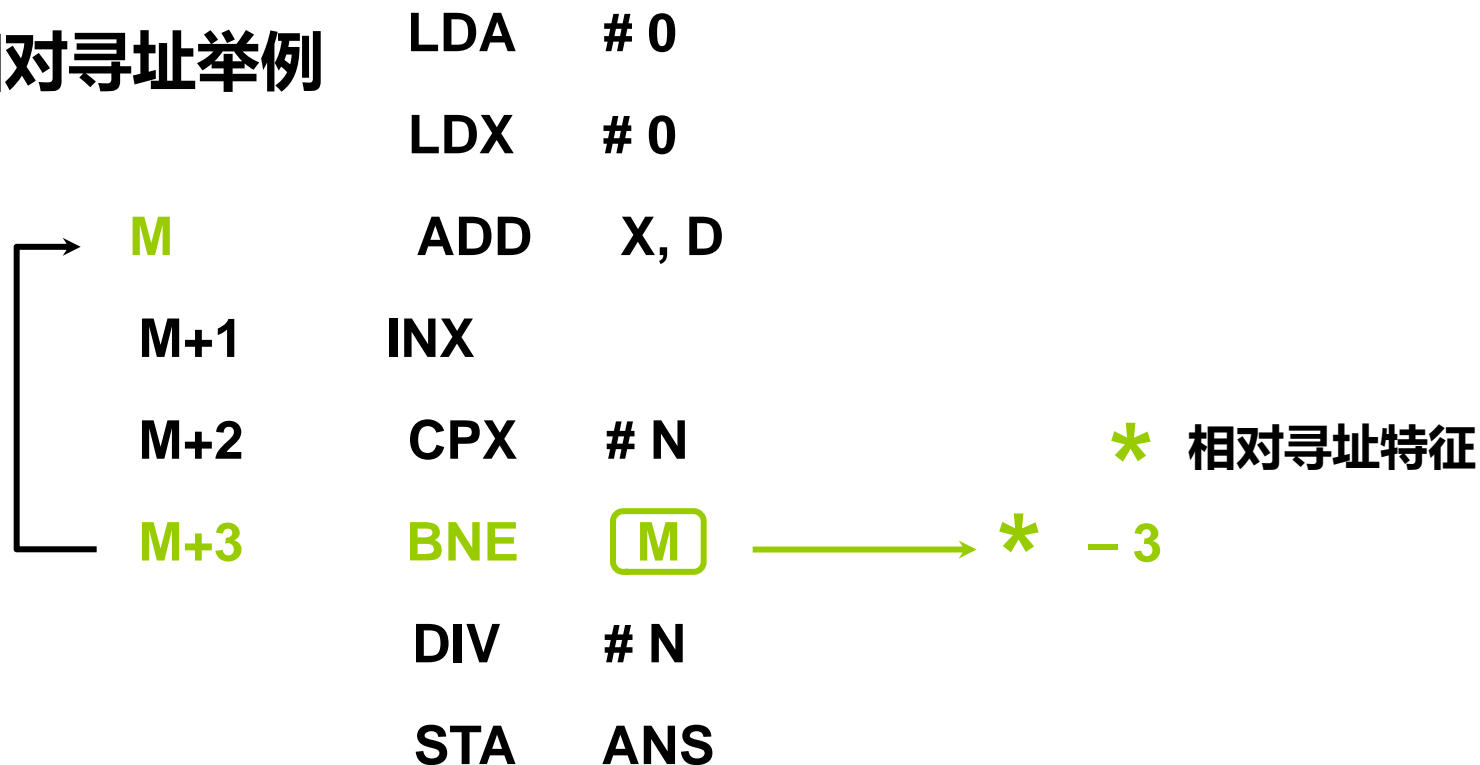 对寻址举例
LDA # 0
LDX # 0
M ADD X, D
M+1 INX
M+2 CPX # N
* 相对寻址特征
M+3 BNE M * – 3
DIV # N
STA ANS